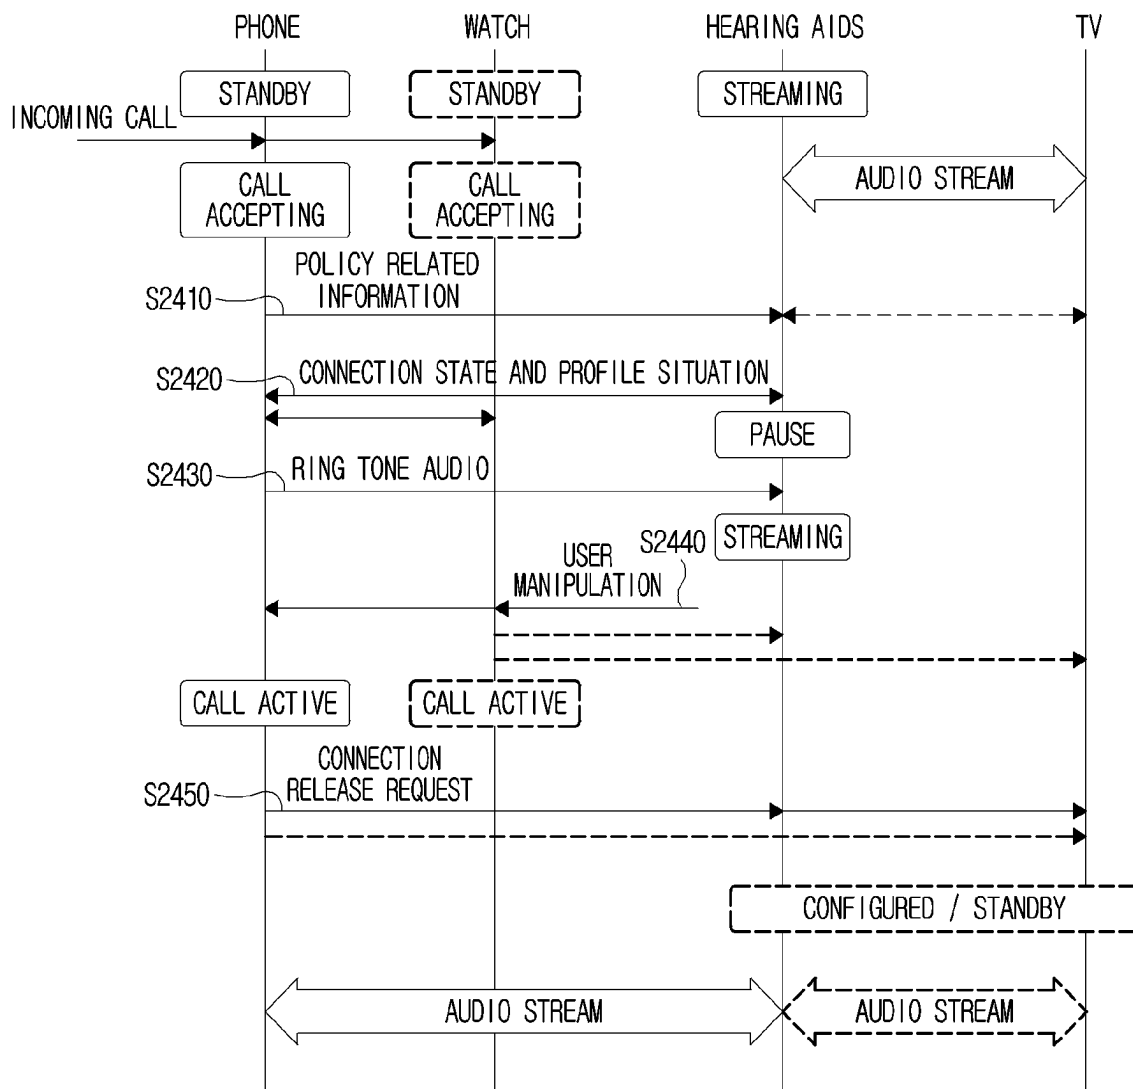 PHONE
WATCH
HEARING AIDS
TV
STANDBY
STANDBY
STREAMING
INCOMING CALL
CALL
ACCEPTING
CALL
ACCEPTING
AUDIO STREAM
POLICY RELATED
INFORMATION
S2410
CONNECTION STATE AND PROFILE SITUATION
S2420
PAUSE
RING TONE AUDIO
S2430
STREAMING
S2440
USER
MANIPULATION
CALL ACTIVE
CALL ACTIVE
CONNECTION
RELEASE REQUEST
S2450
CONFIGURED / STANDBY
AUDIO STREAM
AUDIO STREAM